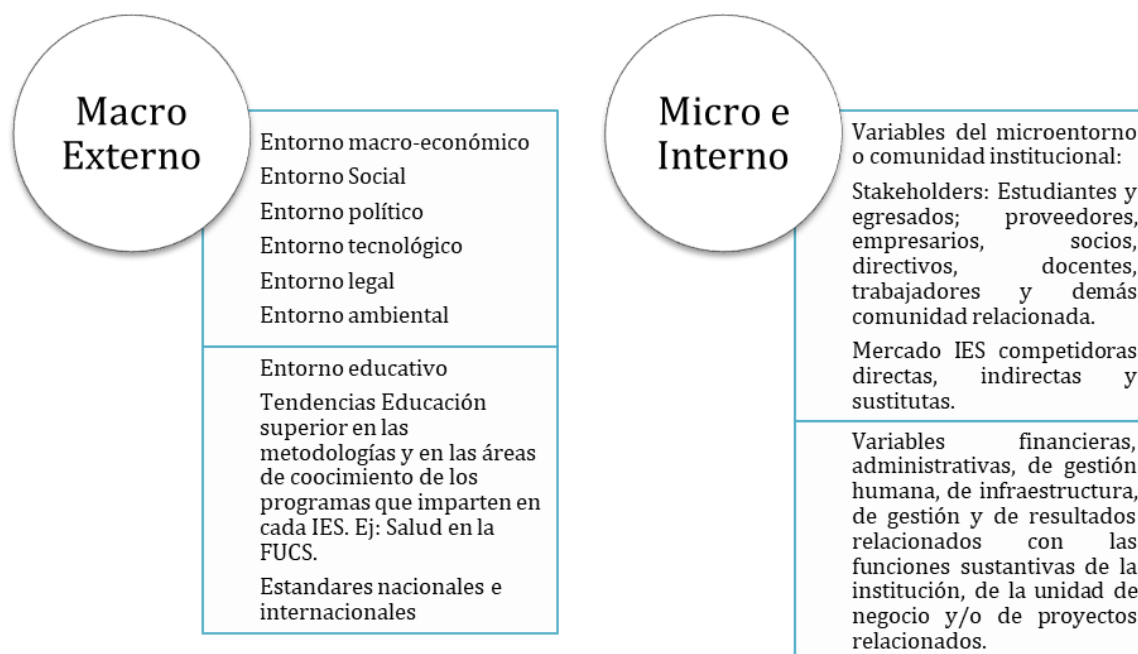 Macro
Externo
Entorno macro-económico
Entorno Social
Entorno político
Entorno tecnológico
Entorno legal
Entorno ambiental
Entorno educativo
Tendencias Educación
superior en las
metodologías y en las áreas
de coocimiento de los
programas que imparten en
cada IES. Ej: Salud en la
FUCS.
Estandares nacionales e
internacionales
Micro e
Interno
Variables del microentorno
o comunidad institucional:
Stakeholders: Estudiantes y
egresados; proveedores,
empresarios, socios,
directivos, docentes,
trabajadores y demás
comunidad relacionada.
Mercado IES competidoras
directas, indirectas y
sustitutas.
Variables financieras,
administrativas, de gestión
humana, de infraestructura,
de gestión y de resultados
relacionados con las
funciones sustantivas de la
institución, de la unidad de
negocio y/o de proyectos
relacionados.